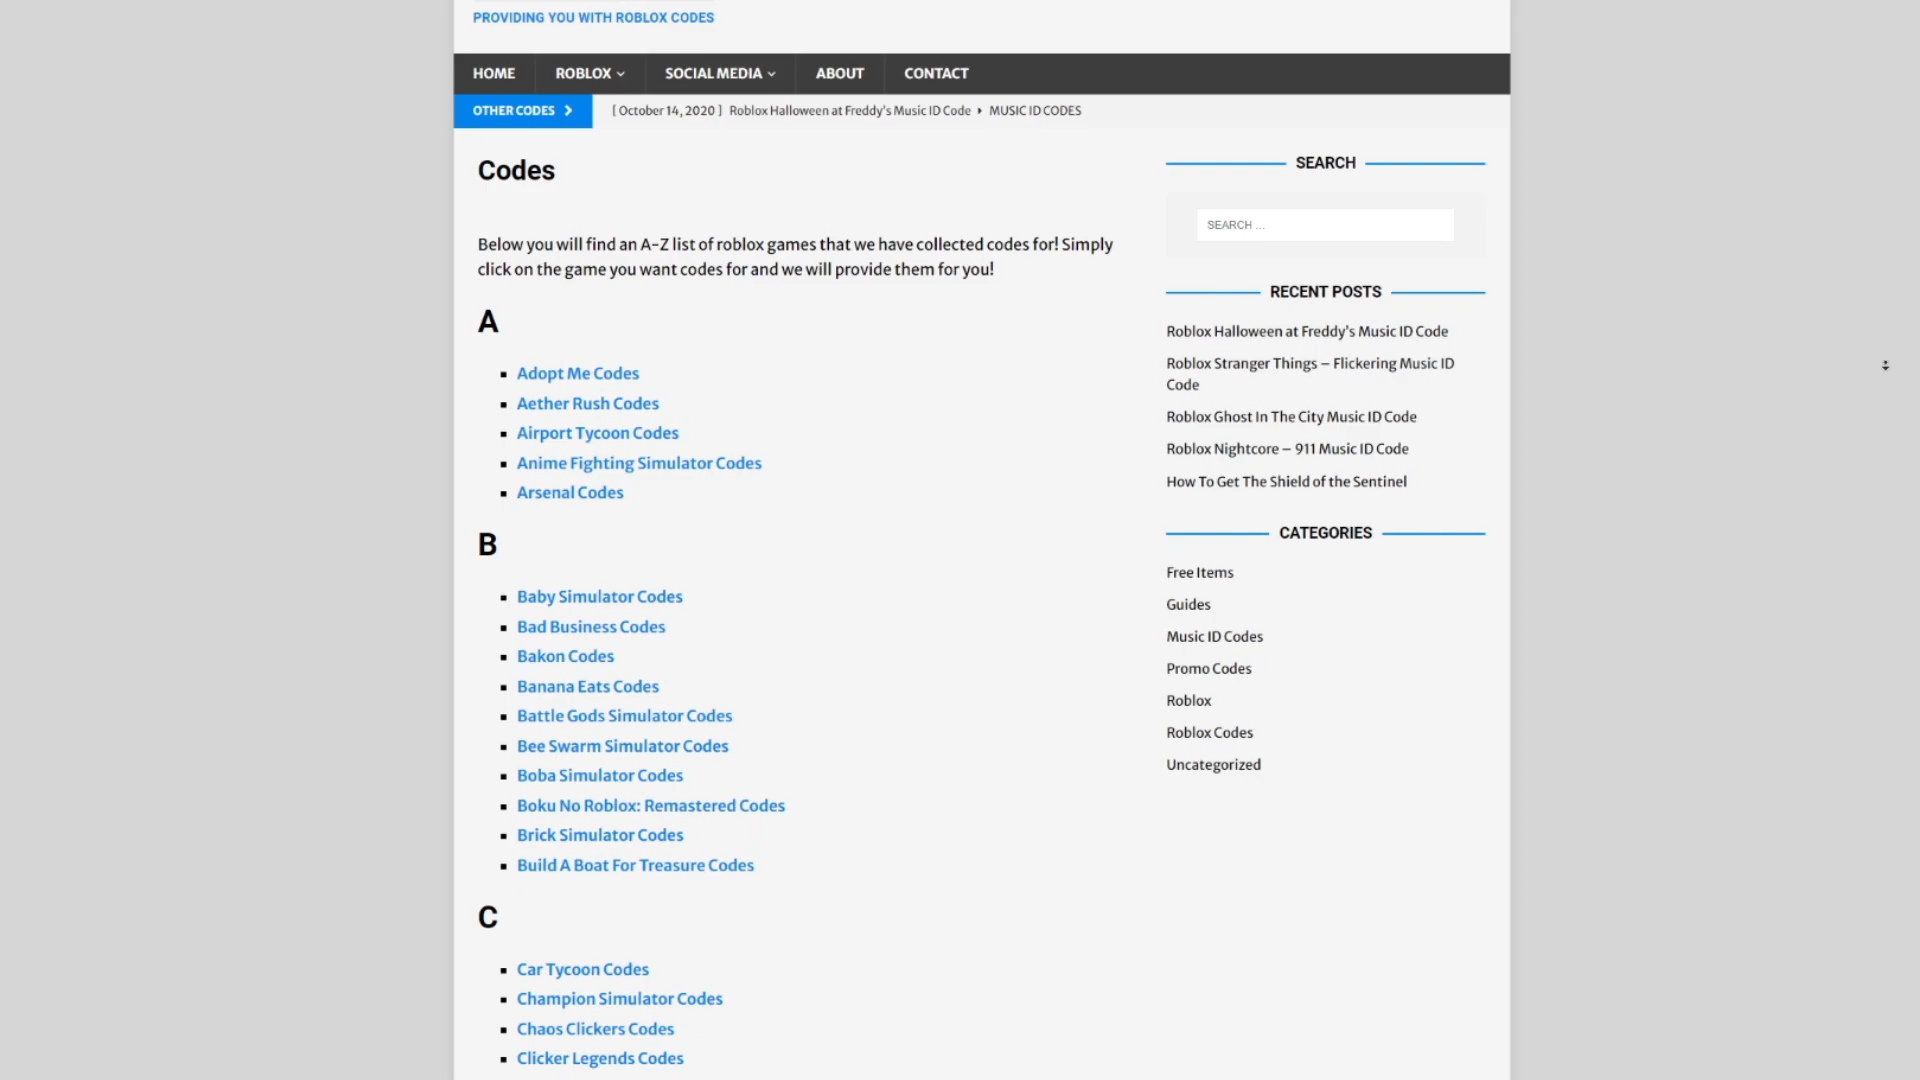 PROVIDING YOU WITH ROBLOX CODES
HOME ROBLOX SOCIAL MEDIA ABOUT CONTACT
OTHER CODES [ October 14, 2020 ] Roblox Halloween at Freddy's Music ID Code MUSIC ID CODES
Codes
Below you will find an A-Z list of roblox games that we have collected codes for! Simply
click on the game you want codes for and we will provide them for you!
A
Adopt Me Codes
Aether Rush Codes
Airport Tycoon Codes
Anime Fighting Simulator Codes
Arsenal Codes
B
Baby Simulator Codes
Bad Business Codes
Bakon Codes
Banana Eats Codes
Battle Gods Simulator Codes
Bee Swarm Simulator Codes
Boba Simulator Codes
Boku No Roblox: Remastered Codes
Brick Simulator Codes
Build A Boat For Treasure Codes
C
Car Tycoon Codes
Champion Simulator Codes
Chaos Clickers Codes
Clicker Legends Codes
SEARCH
SEARCH ...
RECENT POSTS
Roblox Halloween at Freddy's Music ID Code
Roblox Stranger Things – Flickering Music ID
Code
Roblox Ghost In The City Music ID Code
Roblox Nightcore – 911 Music ID Code
How To Get The Shield of the Sentinel
CATEGORIES
Free Items
Guides
Music ID Codes
Promo Codes
Roblox
Roblox Codes
Uncategorized